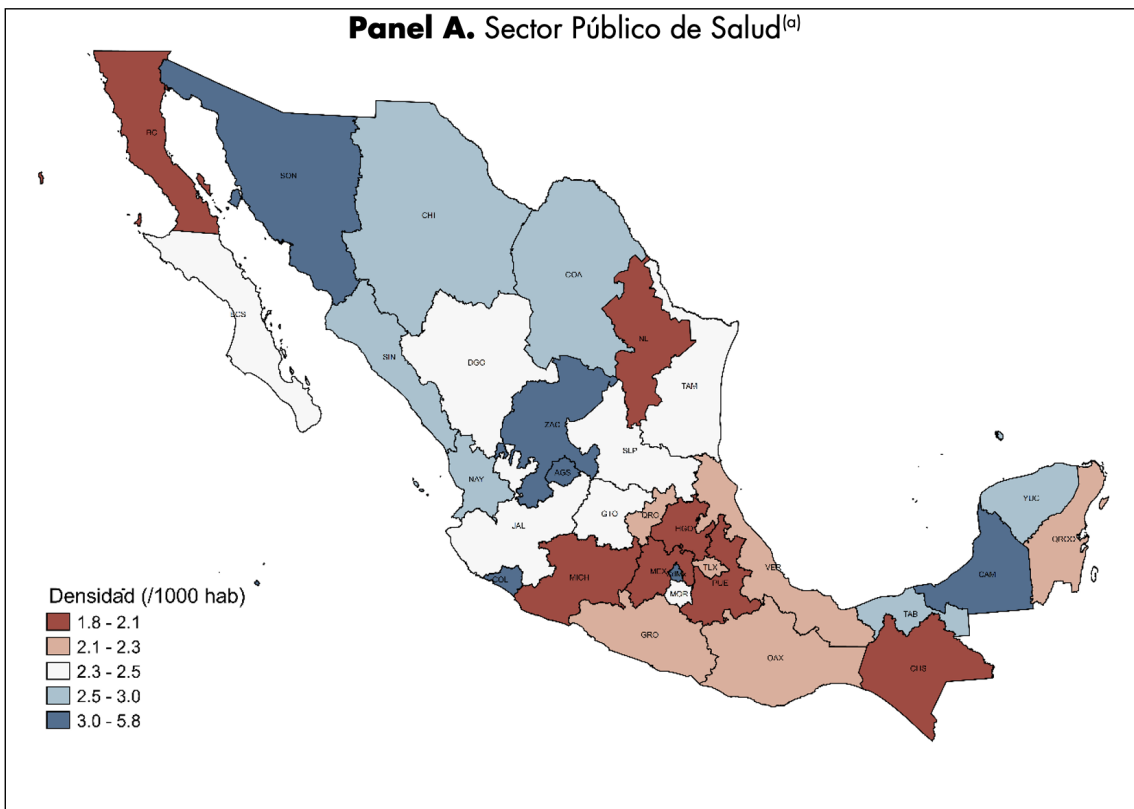 Panel A. Sector Público de Salud(a)
BC
SON
CHI
COA
BCS
SIN
DGO
NL
TAM
ZAC
SLP
NAY
AGS
JAL
GTO
QRO
HGO
YUC
QROO
COL
MICH
MEX
TLX
PUE
VER
MOR
CAM
TAB
GRO
OAX
CHS
Densidad (/1000 hab)
1.8 - 2.1
2.1 - 2.3
2.3 - 2.5
2.5 - 3.0
3.0 - 5.8